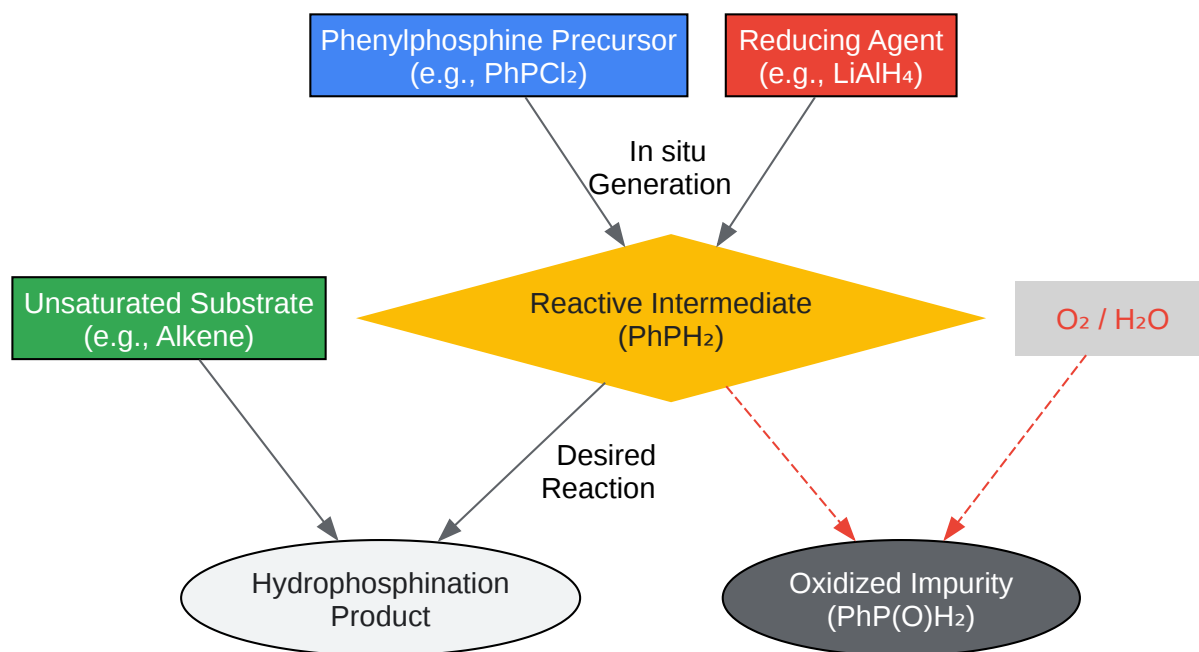 Phenylphosphine Precursor
(e.g., PhPCl₂)
Reducing Agent
(e.g., LiAlH₄)
In situ
Generation
Unsaturated Substrate
(e.g., Alkene)
Reactive Intermediate
(PhPH₂)
O₂ / H₂O
Desired
Reaction
Hydrophosphination
Product
Oxidized Impurity
(PhP(O)H₂)